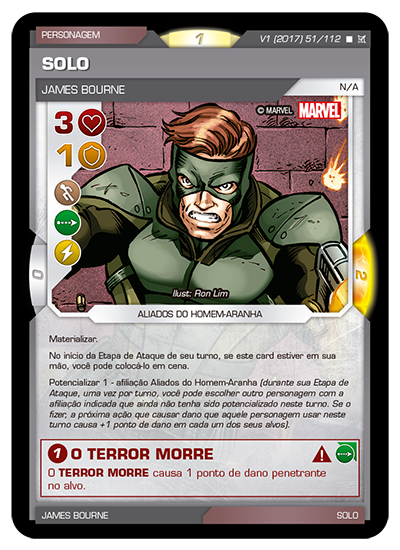 PERSONAGEM
1
V1 (2017) 51/112
SOLO
JAMES BOURNE
N/A
3
© MARVEL MARVEL
1
0
2
Ilust: Ron Lim
ALIADOS DO HOMEM-ARANHA
Materializar.
No início da Etapa de Ataque de seu turno, se este card estiver em sua
mão, você pode colocá-lo em cena.
Potencializar 1 - afiliação Aliados do Homem-Aranha (durante sua Etapa de
Ataque, uma vez por turno, você pode escolher outro personagem com a
afiliação indicada que ainda não tenha sido potencializado neste turno. Se o
fizer, a próxima ação que causar dano que aquele personagem usar neste
turno causa +1 ponto de dano em cada um dos seus alvos).
1 O TERROR MORRE
O TERROR MORRE causa 1 ponto de dano penetrante
no alvo.
JAMES BOURNE
SOLO